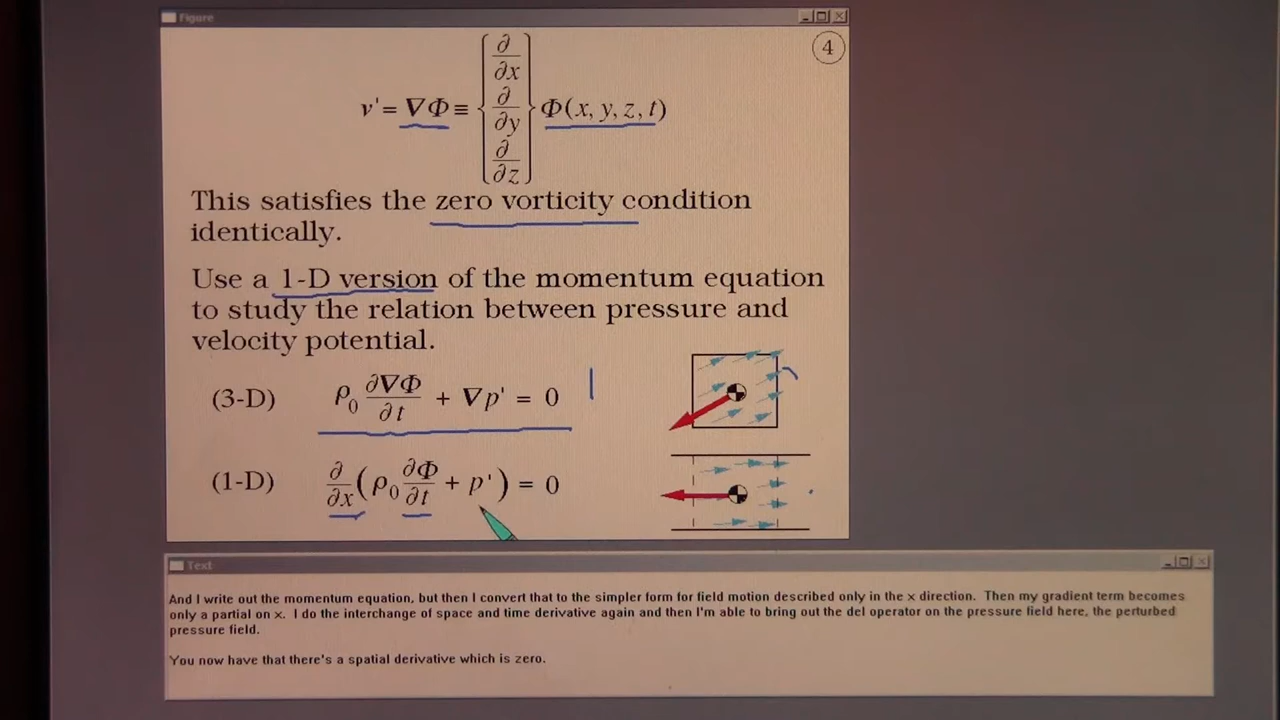 Figure
4
v' = ∇Φ ≡ { ∂/∂x ∂/∂y ∂/∂z } Φ(x, y, z, t)
This satisfies the zero vorticity condition
identically.
Use a 1-D version of the momentum equation
to study the relation between pressure and
velocity potential.
(3-D) ρ₀ ∂∇Φ/∂t + ∇p' = 0
(1-D) ∂/∂x (ρ₀ ∂Φ/∂t + p') = 0
Text
And I write out the momentum equation, but then I convert that to the simpler form for field motion described only in the x direction. Then my gradient term becomes
only a partial on x. I do the interchange of space and time derivative again and then I'm able to bring out the del operator on the pressure field here, the perturbed
pressure field.
You now have that there's a spatial derivative which is zero.